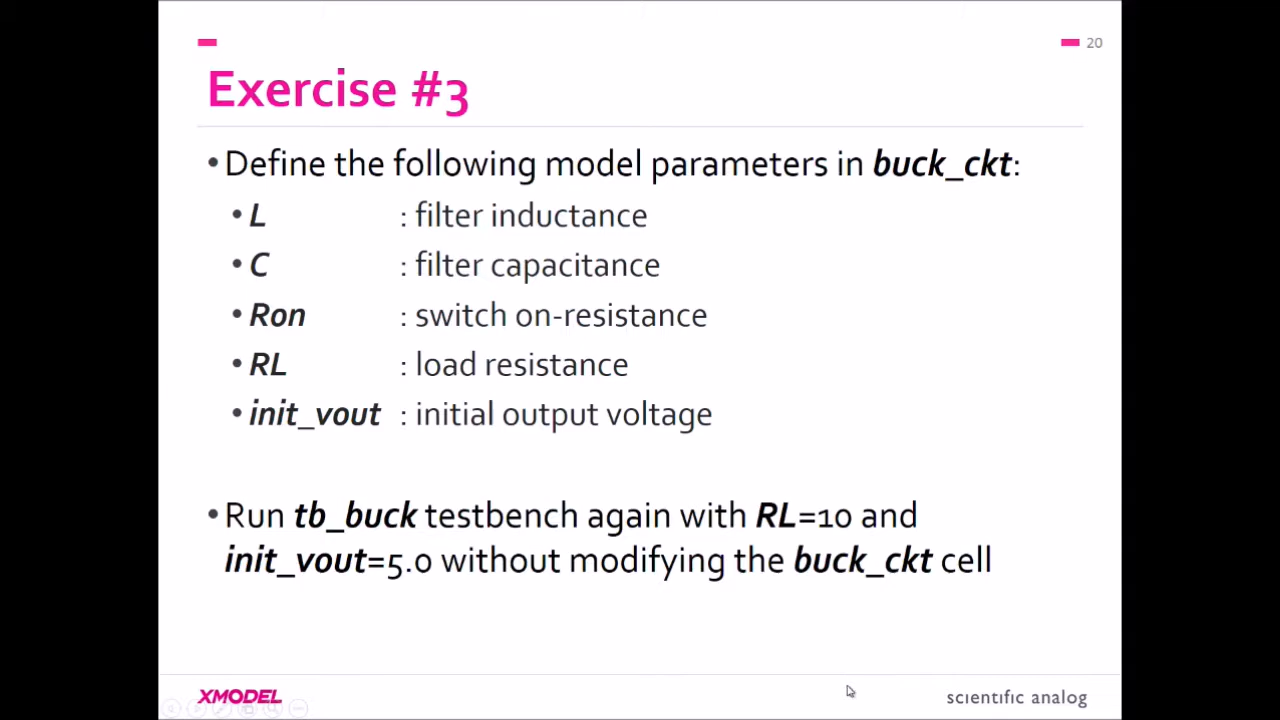 20
Exercise #3
• Define the following model parameters in buck_ckt:
• L : filter inductance
• C : filter capacitance
• Ron : switch on-resistance
• RL : load resistance
• init_vout : initial output voltage
• Run tb_buck testbench again with RL=10 and
init_vout=5.0 without modifying the buck_ckt cell
XMODEL
scientific analog